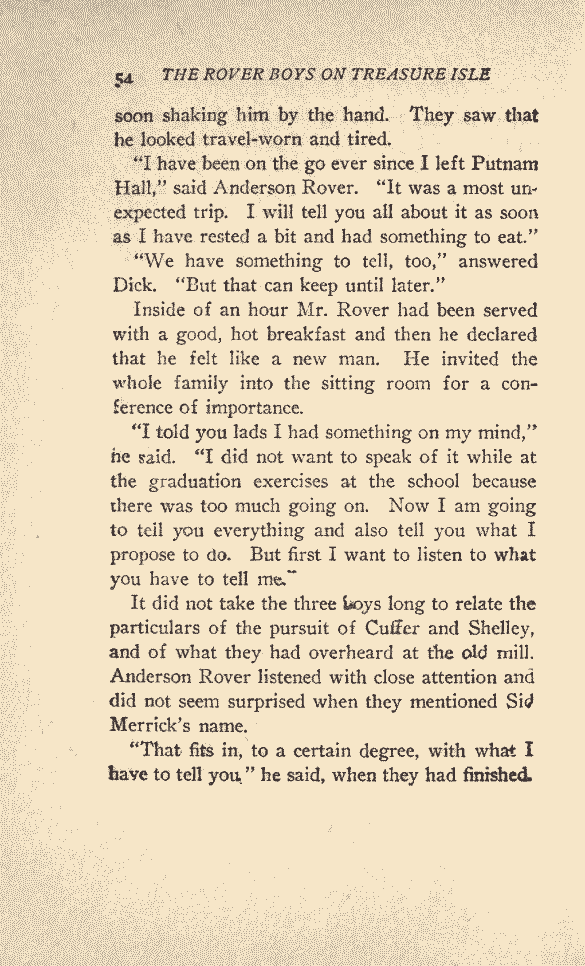 54 THE ROVER BOYS ON TREASURE ISLE
soon shaking him by the hand. They saw that
he looked travel-worn and tired.
“I have been on the go ever since I left Putnam
Hall,” said Anderson Rover. “It was a most un-
expected trip. I will tell you all about it as soon
as I have rested a bit and had something to eat.”
“We have something to tell, too,” answered
Dick. “But that can keep until later.”
Inside of an hour Mr. Rover had been served
with a good, hot breakfast and then he declared
that he felt like a new man. He invited the
whole family into the sitting room for a con-
ference of importance.
“I told you lads I had something on my mind,”
he said. “I did not want to speak of it while at
the graduation exercises at the school because
there was too much going on. Now I am going
to tell you everything and also tell you what I
propose to do. But first I want to listen to what
you have to tell me.”
It did not take the three boys long to relate the
particulars of the pursuit of Cuffer and Shelley,
and of what they had overheard at the old mill.
Anderson Rover listened with close attention and
did not seem surprised when they mentioned Sid
Merrick’s name.
“That fits in, to a certain degree, with what I
have to tell you,” he said, when they had finished.